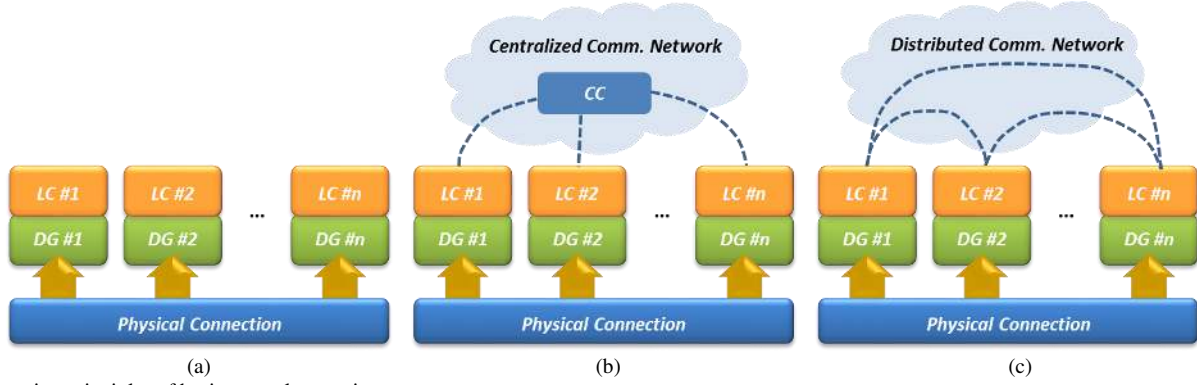 Centralized Comm. Network
CC
Distributed Comm. Network
LC #1
LC #2
LC #n
DG #1
DG #2
...
DG #n
Physical Connection
(a)
LC #1
LC #2
LC #n
DG #1
DG #2
...
DG #n
Physical Connection
(b)
LC #1
LC #2
LC #n
DG #1
DG #2
...
DG #n
Physical Connection
(c)